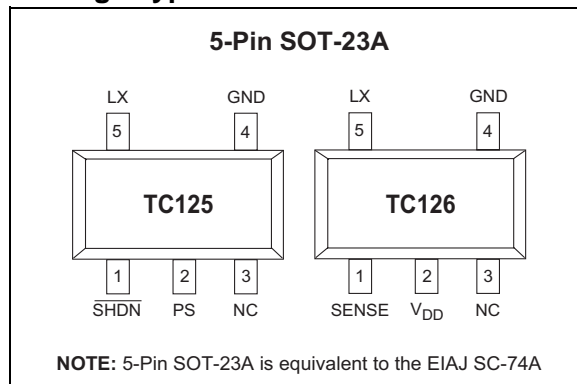 5-Pin SOT-23A
LX GND LX GND
5 4 5 4
TC125 TC126
1 2 3 1 2 3
SHDN PS NC SENSE VDD NC
NOTE: 5-Pin SOT-23A is equivalent to the EIAJ SC-74A